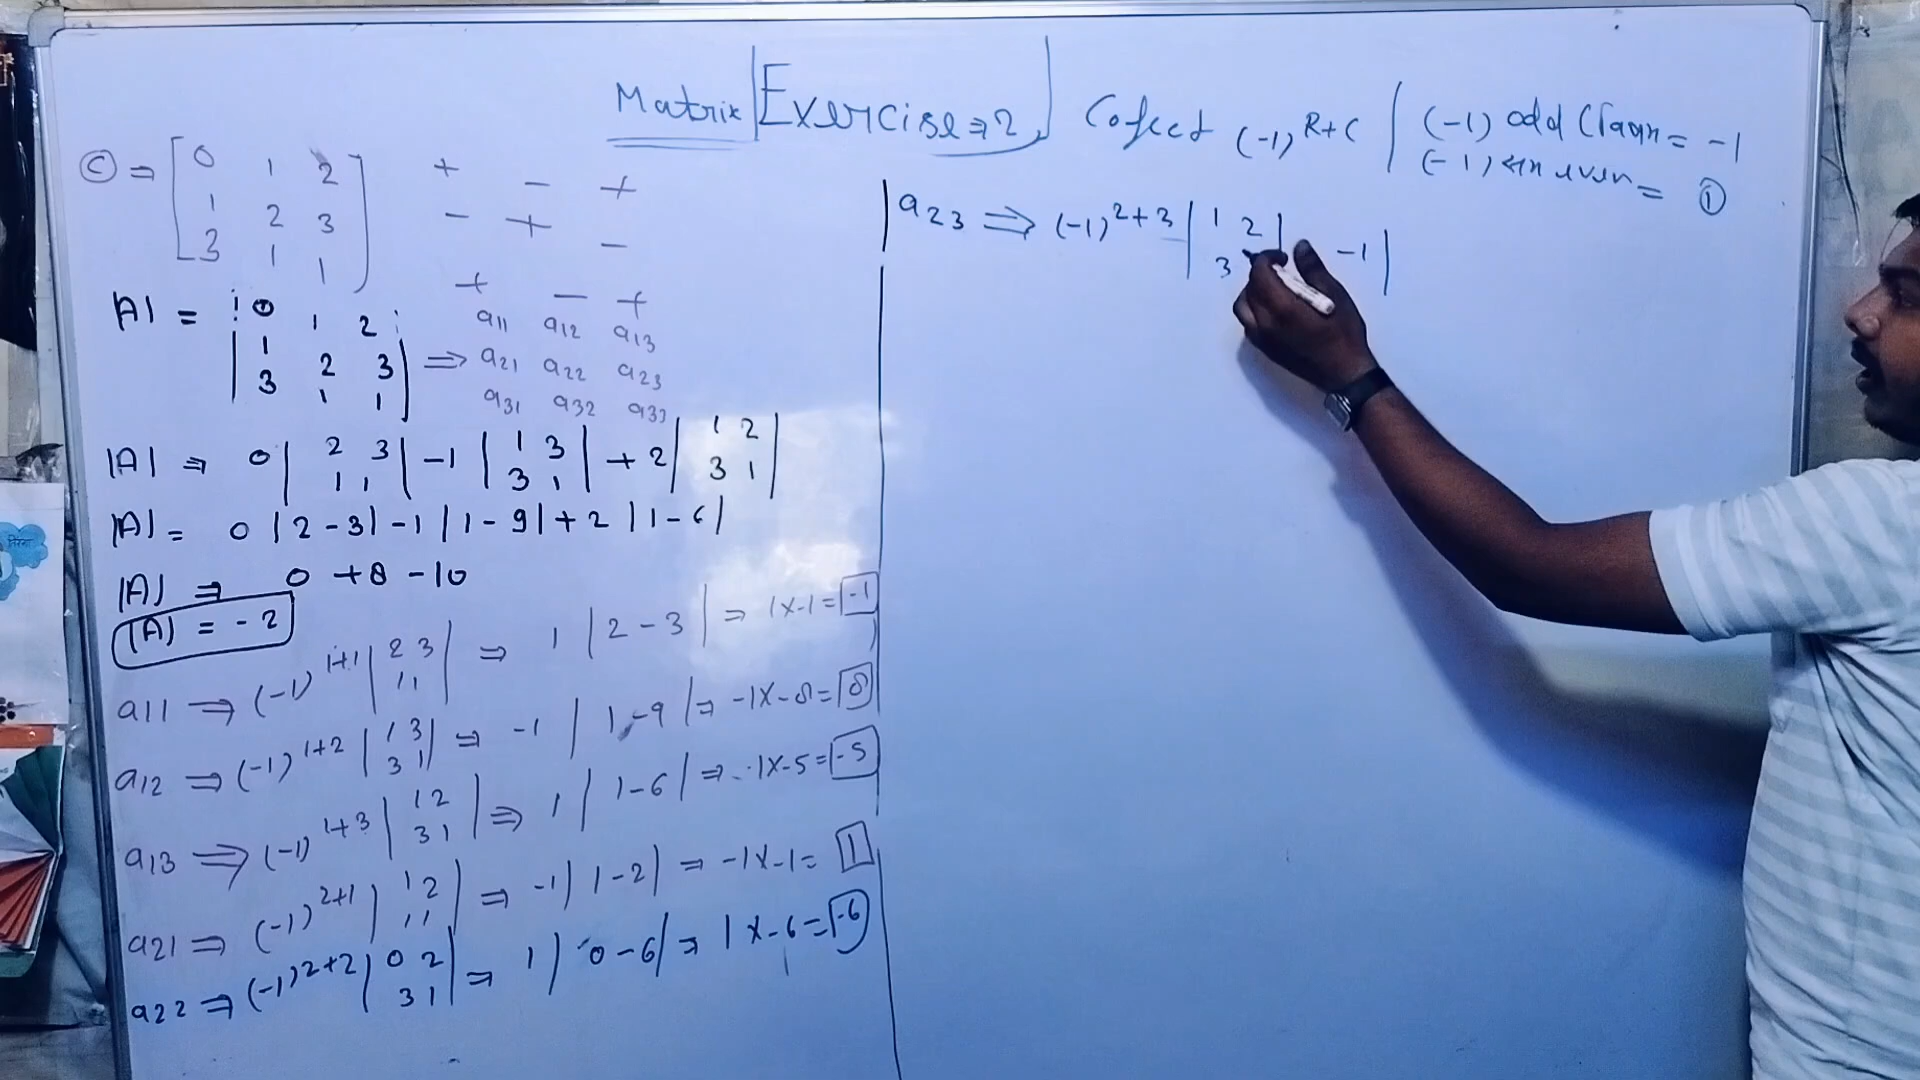 Matrix | Exercise ⇒ 2
(-1)^{R+C} | (-1) odd = -1
(-1) even = ①
Ⓒ ⇒ [ 0 1 2
1 2 3
3 1 1 ]
+ - +
- + -
+ - +
|A| = | 0 1 2
1 2 3
3 1 1 | ⇒
a11 a12 a13
a21 a22 a23
a31 a32 a33
|A| ⇒ 0 | 2 3 | -1 | 1 3 | + 2 | 1 2 |
1 1 3 1 3 1
|A| = 0 |2 - 3| -1 |1 - 9| + 2 |1 - 6|
|A| ⇒ 0 + 8 - 10
|A| = - 2
a11 ⇒ (-1)^{1+1} | 2 3 | ⇒ 1 |2 - 3| ⇒ 1x-1 = -1
1 1
a12 ⇒ (-1)^{1+2} | 1 3 | ⇒ -1 | 1-9 | ⇒ -1x-8 = 8
3 1
a13 ⇒ (-1)^{1+3} | 1 2 | ⇒ 1 | 1-6 | ⇒ 1x-5 = -5
3 1
a21 ⇒ (-1)^{2+1} | 1 2 | ⇒ -1 | 1-2 | ⇒ -1x-1 = 1
1 1
a22 ⇒ (-1)^{2+2} | 0 2 | ⇒ 1 | 0-6 | ⇒ 1x-6 = -6
3 1
a23 ⇒ (-1)^{2+3} | 1 2 | -1 |
3